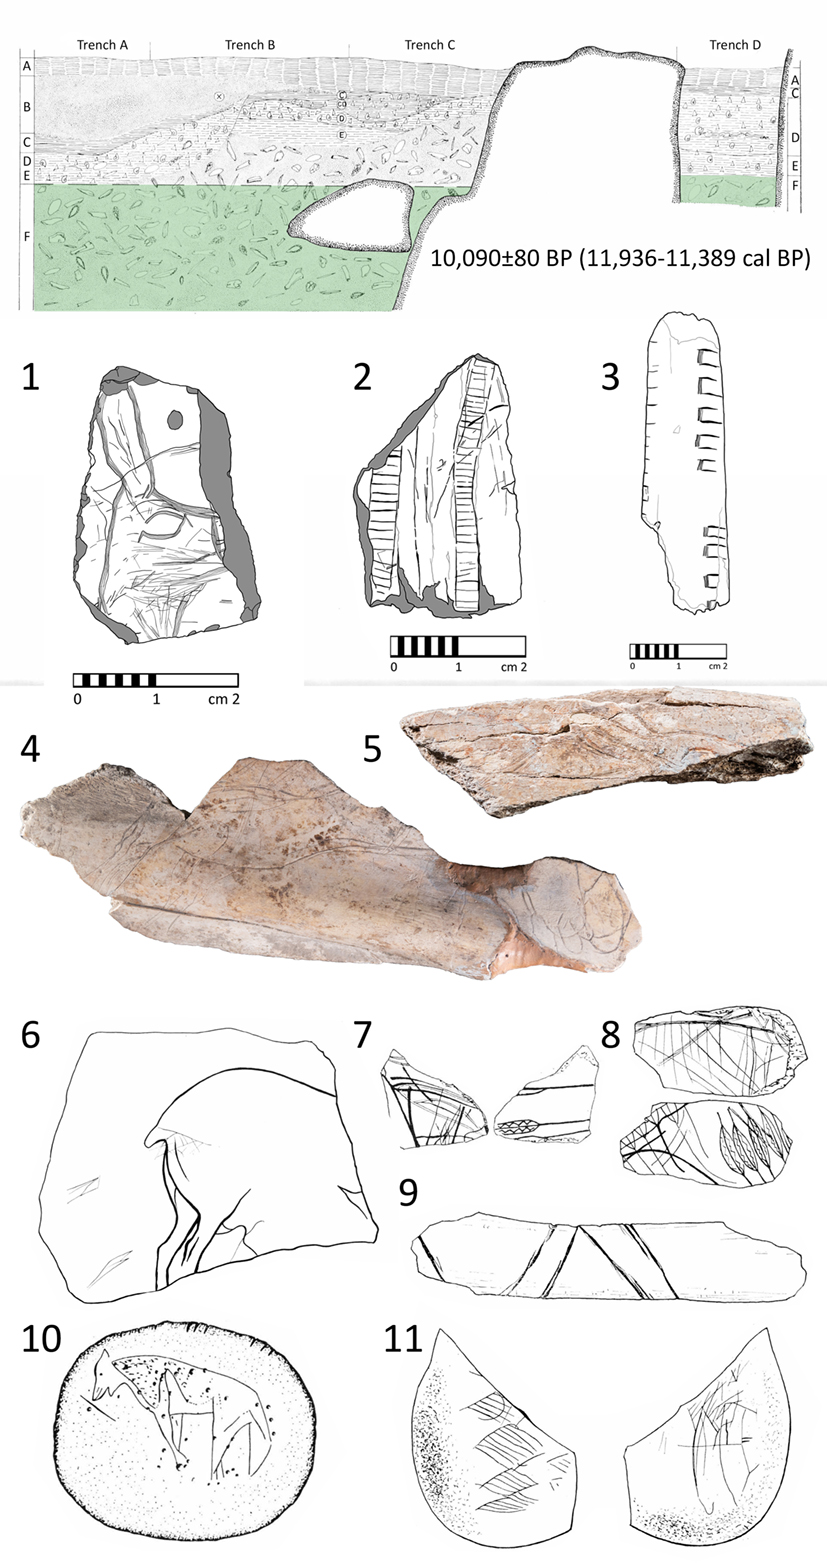 Trench A Trench B Trench C Trench D
A
B
C
D
E
F
C
CD
D
E
A
C
D
E
F
10,090±80 BP (11,936-11,389 cal BP)
1
2
3
0 1 cm 2
0 1 cm 2
0 1 cm 2
4
5
6
7
8
9
10
11